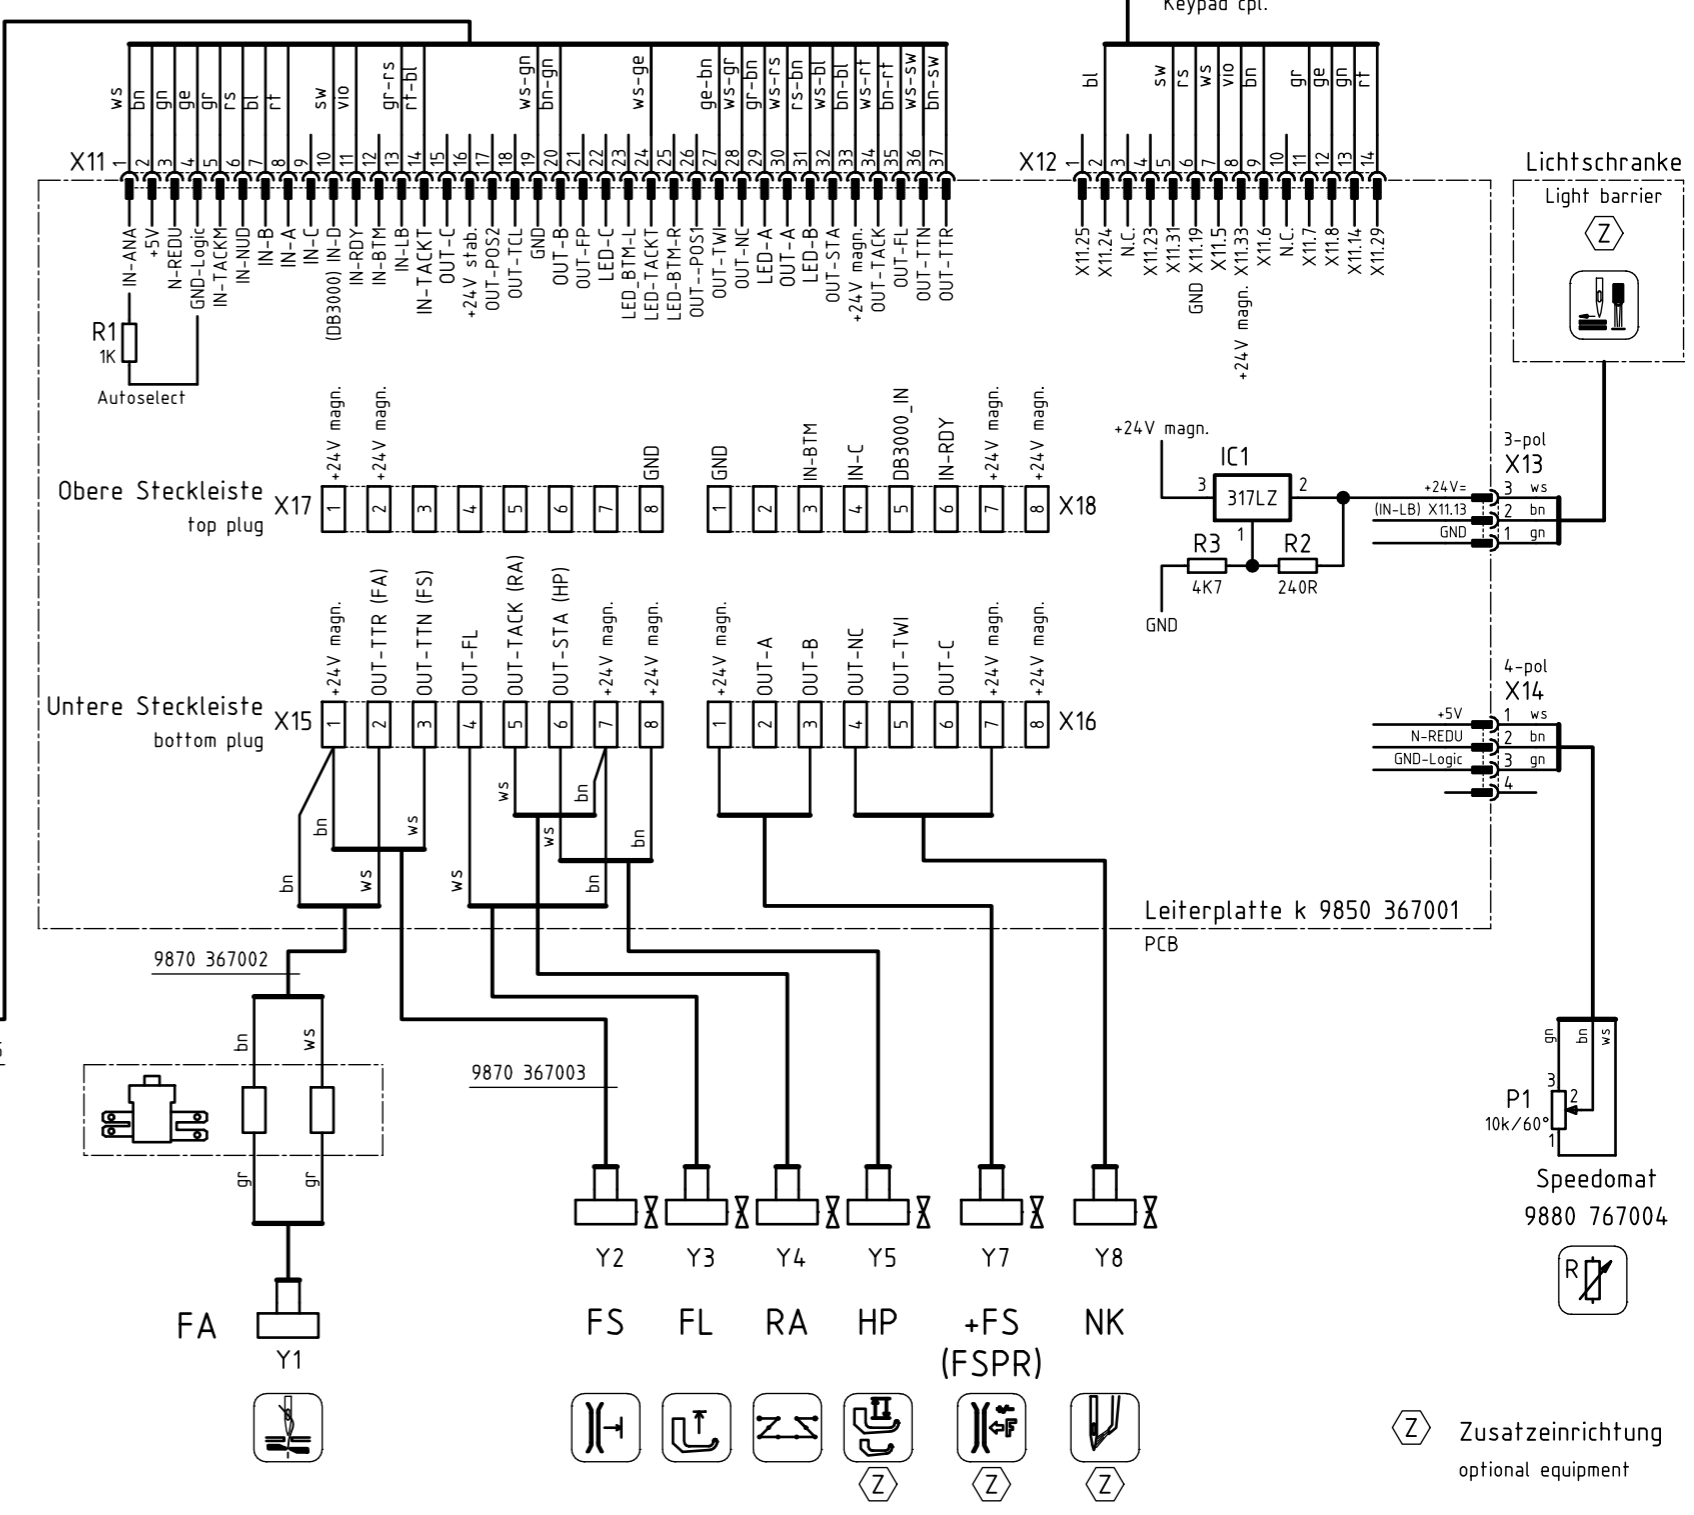 Keypad cpl.
ws bn gn ge gr rs bl rt sw vio gr-rs rt-bl ws-gn bn-gn ws-ge ge-bn ws-gr gr-bn ws-rs rs-bn ws-bl bn-bl ws-rt bn-rt ws-sw bn-sw
bl sw rs ws vio bn gr ge gn rt
X11 1 2 3 4 5 6 7 8 9 10 11 12 13 14 15 16 17 18 19 20 21 22 23 24 25 26 27 28 29 30 31 32 33 34 35 36 37
X12 1 2 3 4 5 6 7 8 9 10 11 12 13 14
Lichtschranke
Light barrier
Z
IN-ANA
+5V
N-REDU
GND-Logic
IN-TACKM
IN-NUD
IN-B
IN-A
IN-C
(DB3000) IN-D
IN-RDY
IN-BTM
IN-LB
IN-TACKT
OUT-C
+24V stab.
OUT-POS2
OUT-TCL
GND
OUT-B
OUT-FP
LED-C
LED_BTM-L
LED-TACKT
LED-BTM-R
OUT--POS1
OUT-TWI
OUT-NC
LED-A
OUT-A
LED-B
OUT-STA
+24V magn.
OUT-TACK
OUT-FL
OUT-TTN
OUT-TTR
X11.25
X11.24
N.C.
X11.23
X11.31
GND X11.19
X11.5
+24V magn. X11.33
X11.6
N.C.
X11.7
X11.8
X11.14
X11.29
R1
1K
Autoselect
+24V magn. +24V magn. GND
GND IN-BTM IN-C DB3000_IN IN-RDY +24V magn. +24V magn.
Obere Steckleiste
top plug
X17 1 2 3 4 5 6 7 8
1 2 3 4 5 6 7 8 X18
+24V magn.
IC1
3 317LZ 2
1
R3 R2
4K7 240R
GND
3-pol
X13
+24V= 3 ws
(IN-LB) X11.13 2 bn
GND 1 gn
+24V magn. OUT-TTR (FA) OUT-TTN (FS) OUT-FL OUT-TACK (RA) OUT-STA (HP) +24V magn. +24V magn.
+24V magn. OUT-A OUT-B OUT-NC OUT-TWI OUT-C +24V magn. +24V magn.
Untere Steckleiste
bottom plug
X15 1 2 3 4 5 6 7 8
1 2 3 4 5 6 7 8 X16
4-pol
X14
+5V 1 ws
N-REDU 2 bn
GND-Logic 3 gn
4
ws bn
bn ws ws bn
bn ws ws bn
Leiterplatte k 9850 367001
PCB
9870 367002
bn ws
9870 367003
gr gr
gn bn ws
3
P1 2
10k/60°
1
Speedomat
9880 767004
R
Y2 Y3 Y4 Y5 Y7 Y8
FA
Y1
FS FL RA HP +FS NK
(FSPR)
F
Z Z Z
Z Zusatzeinrichtung
optional equipment